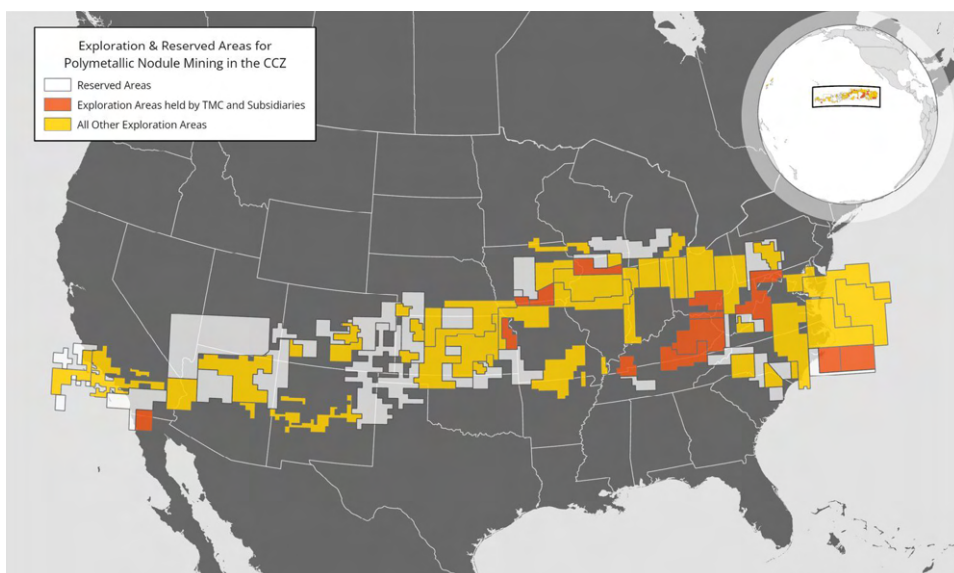 Exploration & Reserved Areas for
Polymetallic Nodule Mining in the CCZ
Reserved Areas
Exploration Areas held by TMC and Subsidiaries
All Other Exploration Areas